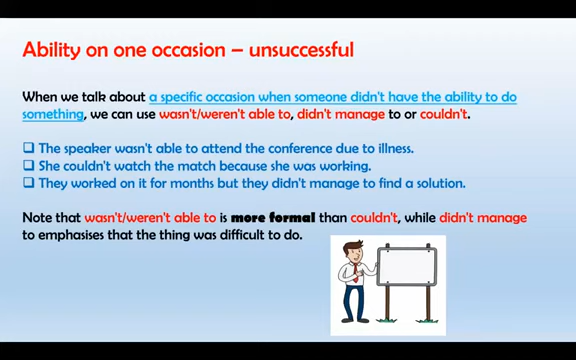 Ability on one occasion – unsuccessful
When we talk about a specific occasion when someone didn't have the ability to do
something, we can use wasn't/weren't able to, didn't manage to or couldn't.
The speaker wasn't able to attend the conference due to illness.
She couldn't watch the match because she was working.
They worked on it for months but they didn't manage to find a solution.
Note that wasn't/weren't able to is more formal than couldn't, while didn't manage
to emphasises that the thing was difficult to do.